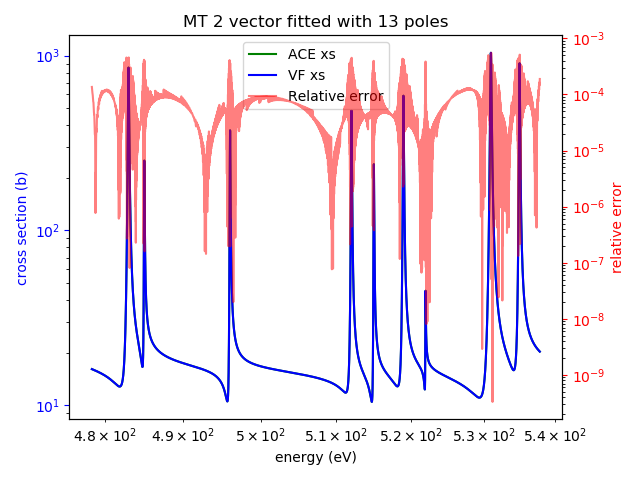 MT 2 vector fitted with 13 poles
ACE xs
VF xs
Relative error
10³
10²
10¹
cross section (b)
10⁻³
10⁻⁴
10⁻⁵
10⁻⁶
10⁻⁷
10⁻⁸
10⁻⁹
relative error
4.8 × 10² 4.9 × 10² 5 × 10² 5.1 × 10² 5.2 × 10² 5.3 × 10² 5.4 × 10²
energy (eV)